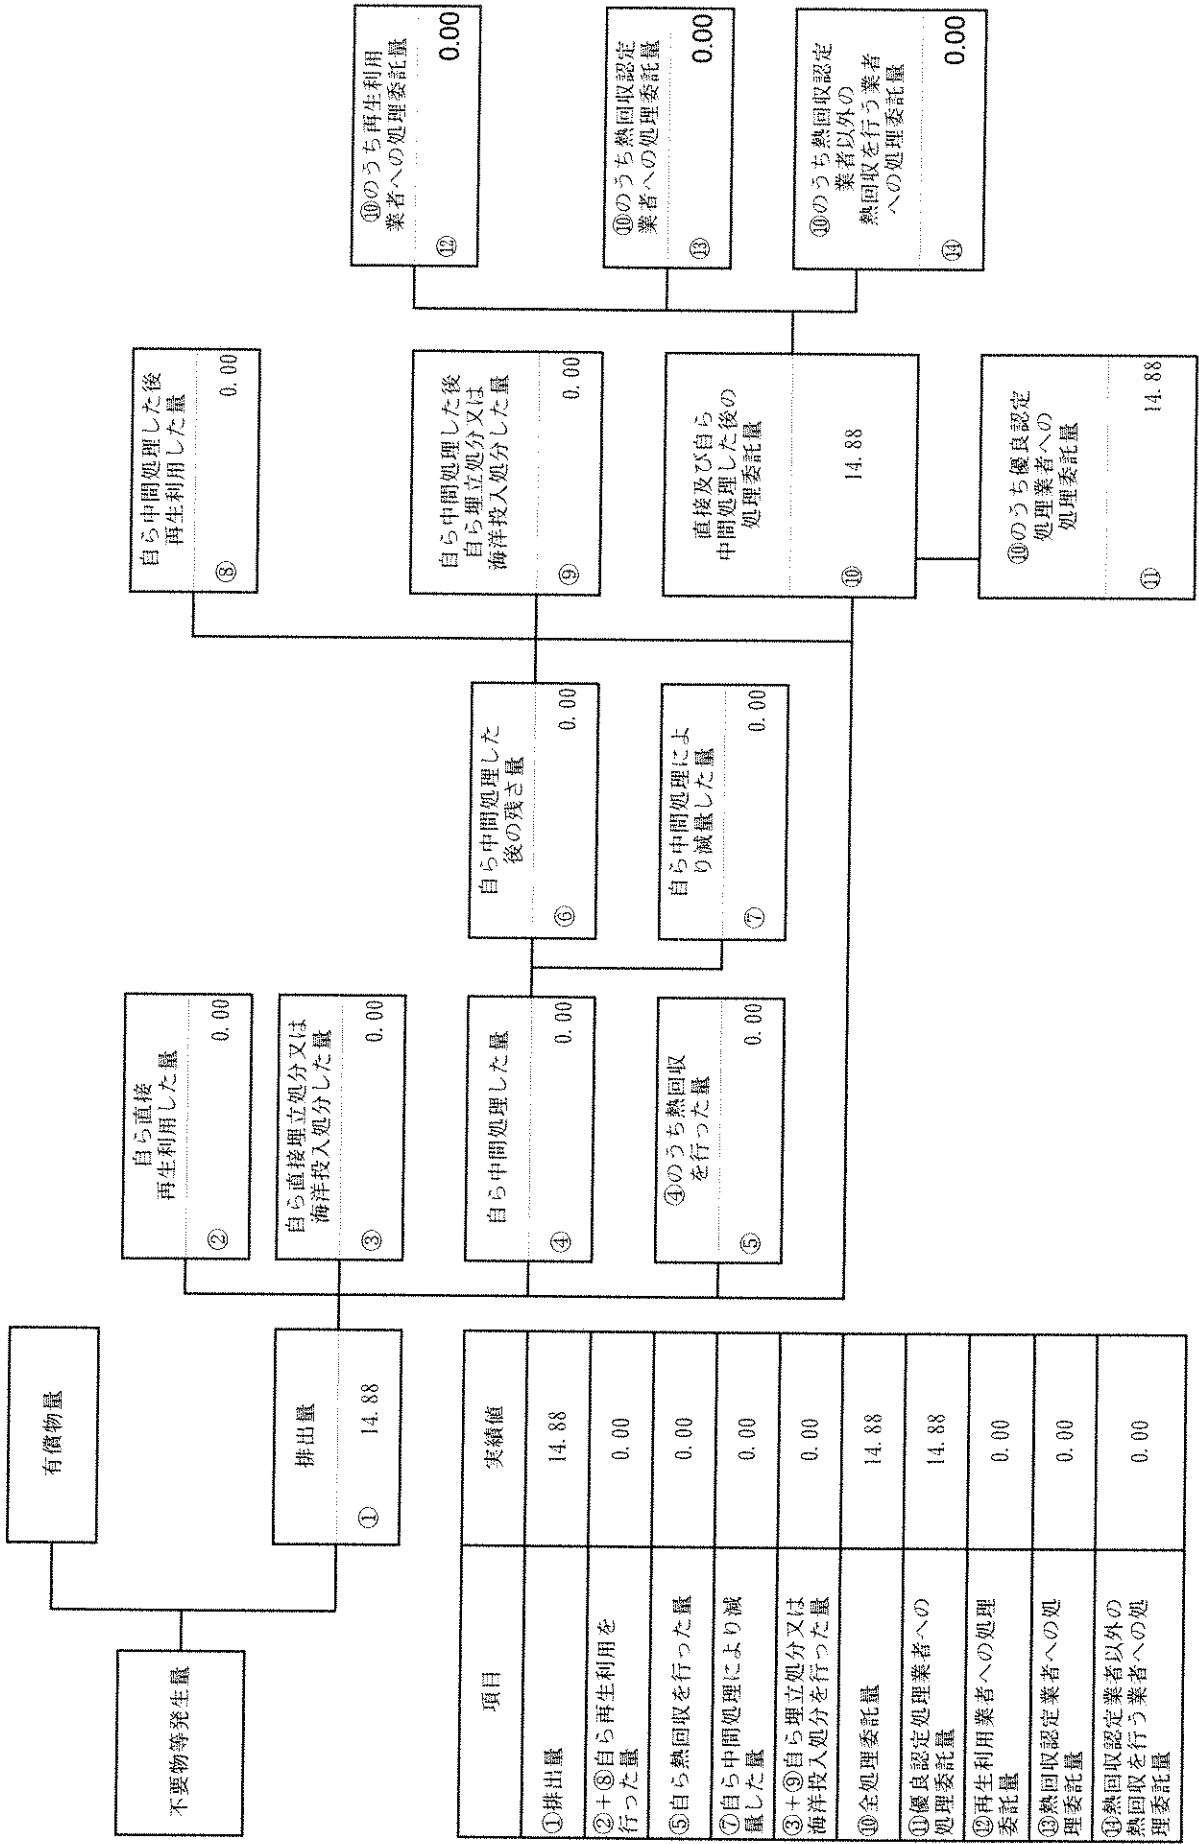 不要物等発生量
有償物量
排出量
① 14.88
自ら直接
再生利用した量
② 0.00
自ら直接埋立処分又は
海洋投入処分した量
③ 0.00
自ら中間処理した量
④ 0.00
④のうち熱回収
を行った量
⑤ 0.00
自ら中間処理した
後の残さ量
⑥ 0.00
自ら中間処理によ
り減量した量
⑦ 0.00
自ら中間処理した後
再生利用した量
⑧ 0.00
自ら中間処理した後
自ら埋立処分又は
海洋投入処分した量
⑨ 0.00
直接及び自ら
中間処理した後の
処理委託量
⑩ 14.88
⑩のうち優良認定
処理業者への
処理委託量
⑪ 14.88
⑩のうち再生利用
業者への処理委託量
⑫ 0.00
⑩のうち熱回収認定
業者への処理委託量
⑬ 0.00
⑩のうち熱回収認定
業者以外の
熱回収を行う業者
への処理委託量
⑭ 0.00
項目 実績値
①排出量 14.88
②+⑧自ら再生利用を
行った量 0.00
⑤自ら熱回収を行った量 0.00
⑦自ら中間処理により減
量した量 0.00
③+⑨自ら埋立処分又は
海洋投入処分を行った量 0.00
⑩全処理委託量 14.88
⑪優良認定処理業者への
処理委託量 14.88
⑫再生利用業者への処理
委託量 0.00
⑬熱回収認定業者への処
理委託量 0.00
⑭熱回収認定業者以外の
熱回収を行う業者への処
理委託量 0.00